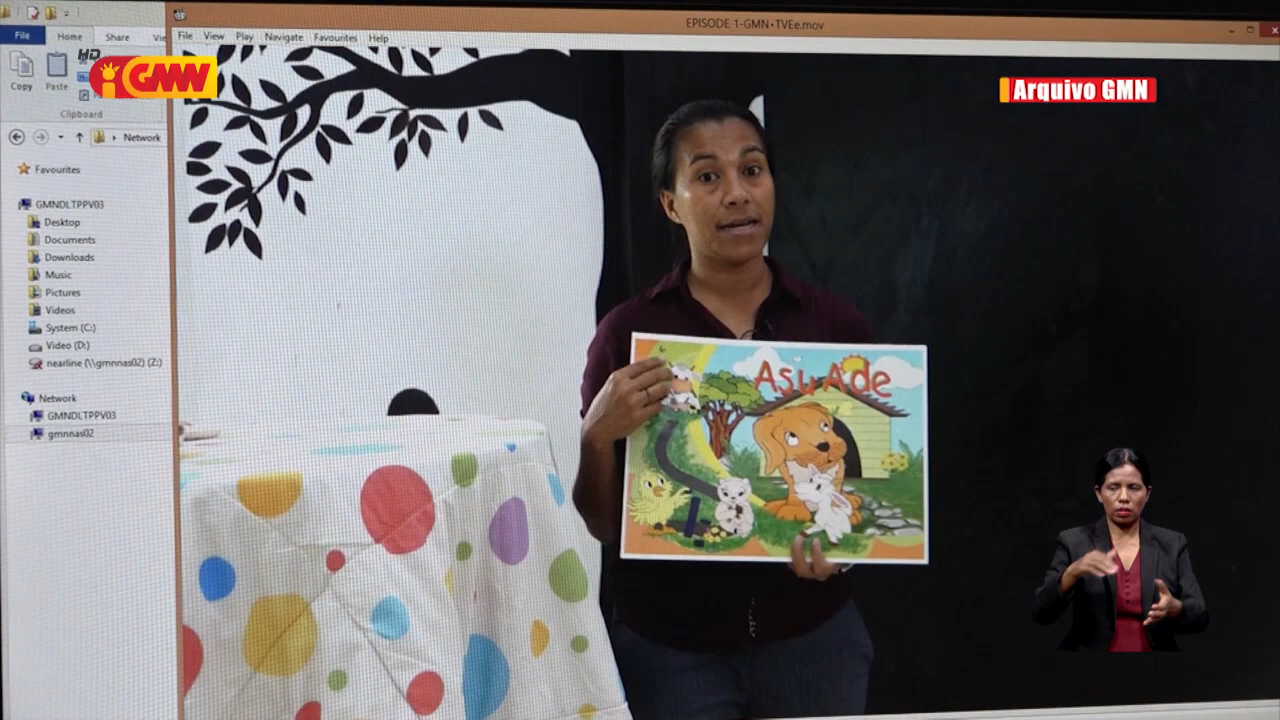 EPISODE 1-GMN•TVEe.mov
File Home Share
File View Play Navigate Favourites Help
HD
GMN
Arquivo GMN
Copy Paste
Clipboard
Network
Favourites
GMNDLTPPV03
Desktop
Documents
Downloads
Music
Pictures
Videos
System (C:)
Video (D:)
nearline (\\gmnnas02) (Z:)
Network
GMNDLTPPV03
gmnnas02
Asu Ade